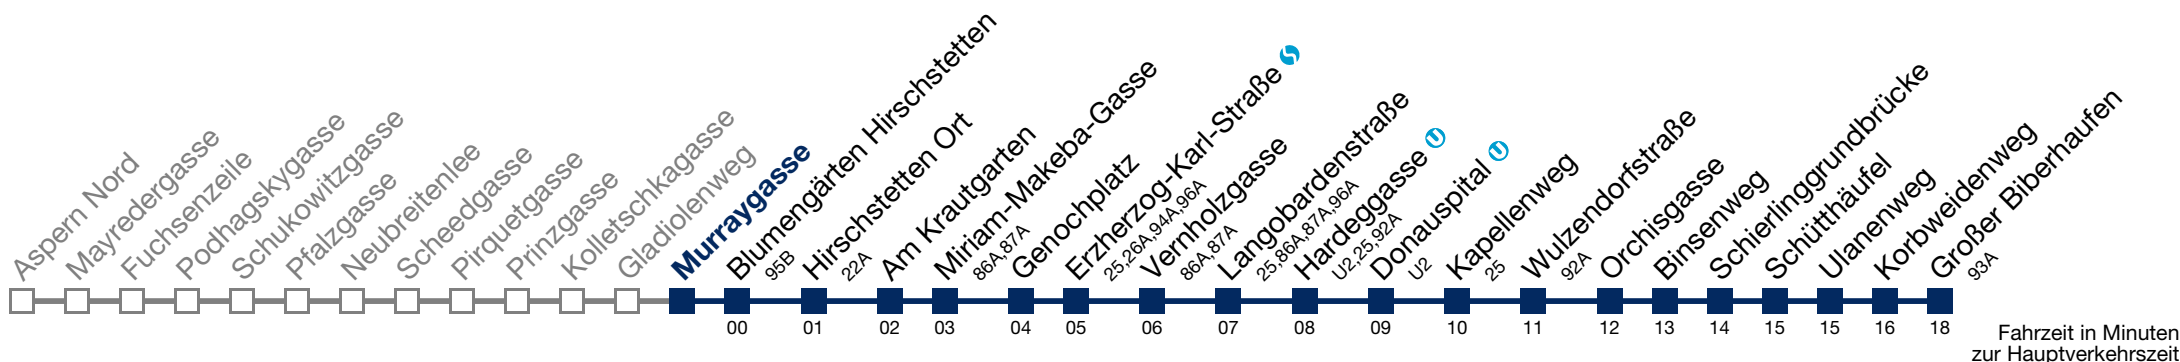 Aspern Nord
Mayredergasse
Fuchsenzeile
Podhagskygasse
Schukowitzgasse
Pfalzgasse
Neubreitenlee
Scheedgasse
Pirquetgasse
Prinzgasse
Kolletschkagasse
Gladiolenweg
Murraygasse
Blumengärten Hirschstetten
95B
Hirschstetten Ort
22A
Am Krautgarten
Miriam-Makeba-Gasse
86A,87A
Genochplatz
Erzherzog-Karl-Straße
25,26A,94A,96A
Vernholzgasse
86A,87A
Langobardenstraße
25,86A,87A,96A
Hardeggasse U
U2,25,92A
Donauspital U
U2
Kapellenweg
25
Wulzendorfstraße
92A
Orchisgasse
Binsenweg
Schierlinggrundbrücke
Schütthäufel
Ulanenweg
Korbweidenweg
Großer Biberhaufen
93A
00 01 02 03 04 05 06 07 08 09 10 11 12 13 14 15 15 16 18
Fahrzeit in Minuten
zur Hauptverkehrszeit